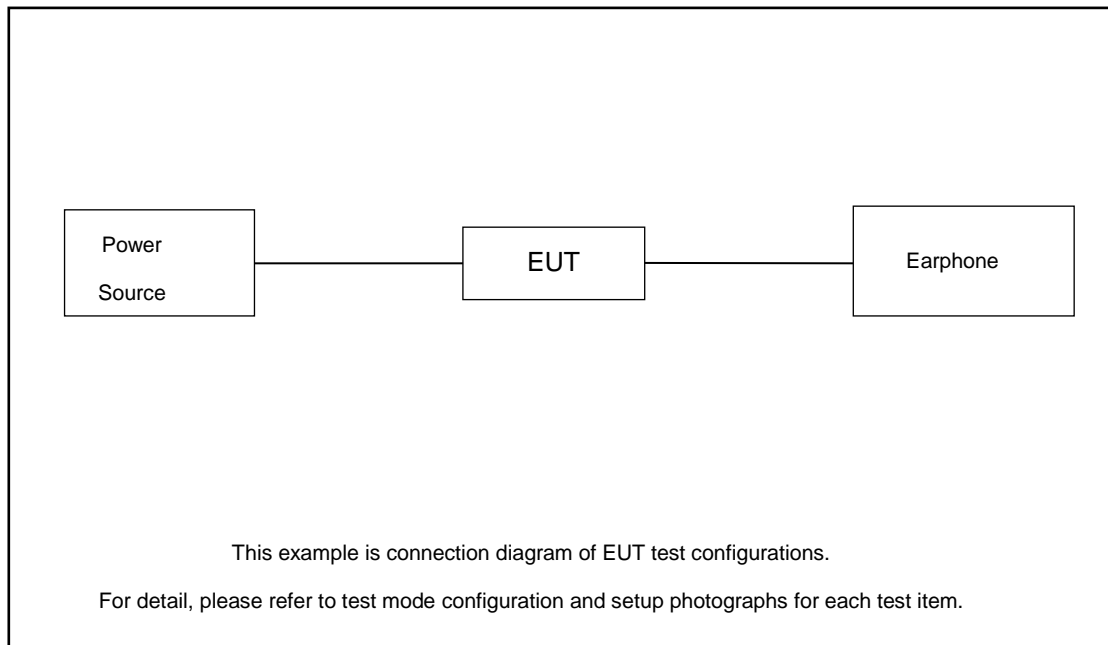 Power
Source
EUT
Earphone
This example is connection diagram of EUT test configurations.
For detail, please refer to test mode configuration and setup photographs for each test item.